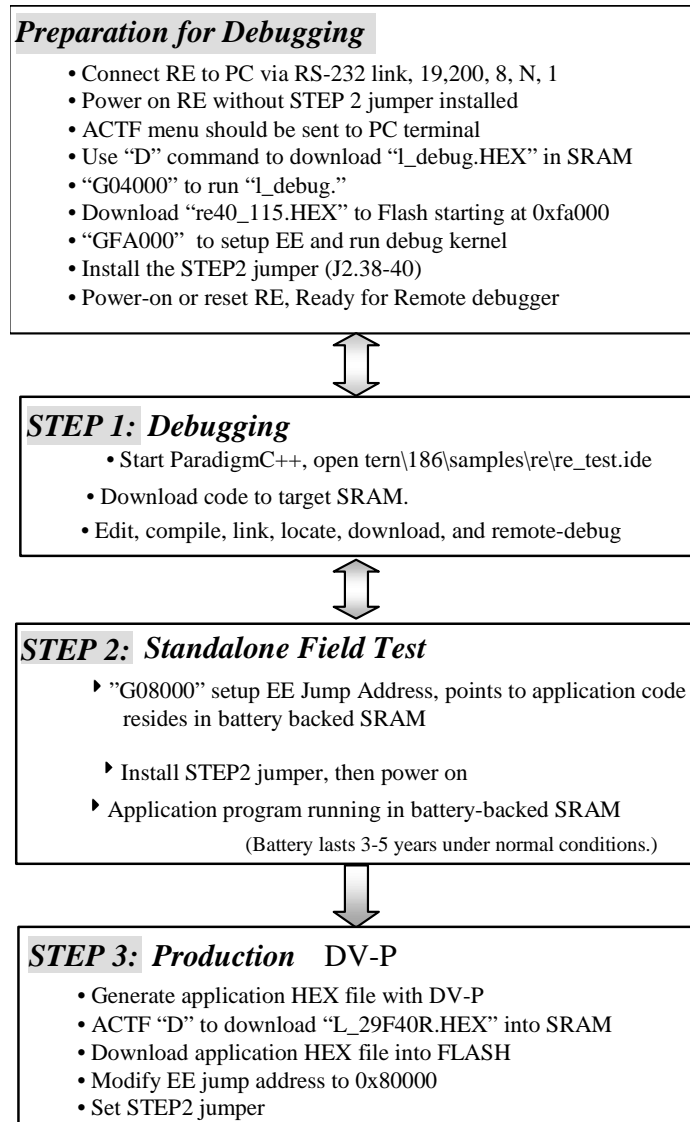 Preparation for Debugging
• Connect RE to PC via RS-232 link, 19,200, 8, N, 1
• Power on RE without STEP 2 jumper installed
• ACTF menu should be sent to PC terminal
• Use “D” command to download “l_debug.HEX” in SRAM
• “G04000” to run “l_debug.”
• Download “re40_115.HEX” to Flash starting at 0xfa000
• “GFA000” to setup EE and run debug kernel
• Install the STEP2 jumper (J2.38-40)
• Power-on or reset RE, Ready for Remote debugger
STEP 1: Debugging
• Start ParadigmC++, open tern\186\samples\re\re_test.ide
• Download code to target SRAM.
• Edit, compile, link, locate, download, and remote-debug
STEP 2: Standalone Field Test
”G08000” setup EE Jump Address, points to application code
resides in battery backed SRAM
Install STEP2 jumper, then power on
Application program running in battery-backed SRAM
(Battery lasts 3-5 years under normal conditions.)
STEP 3: Production DV-P
• Generate application HEX file with DV-P
• ACTF “D” to download “L_29F40R.HEX” into SRAM
• Download application HEX file into FLASH
• Modify EE jump address to 0x80000
• Set STEP2 jumper